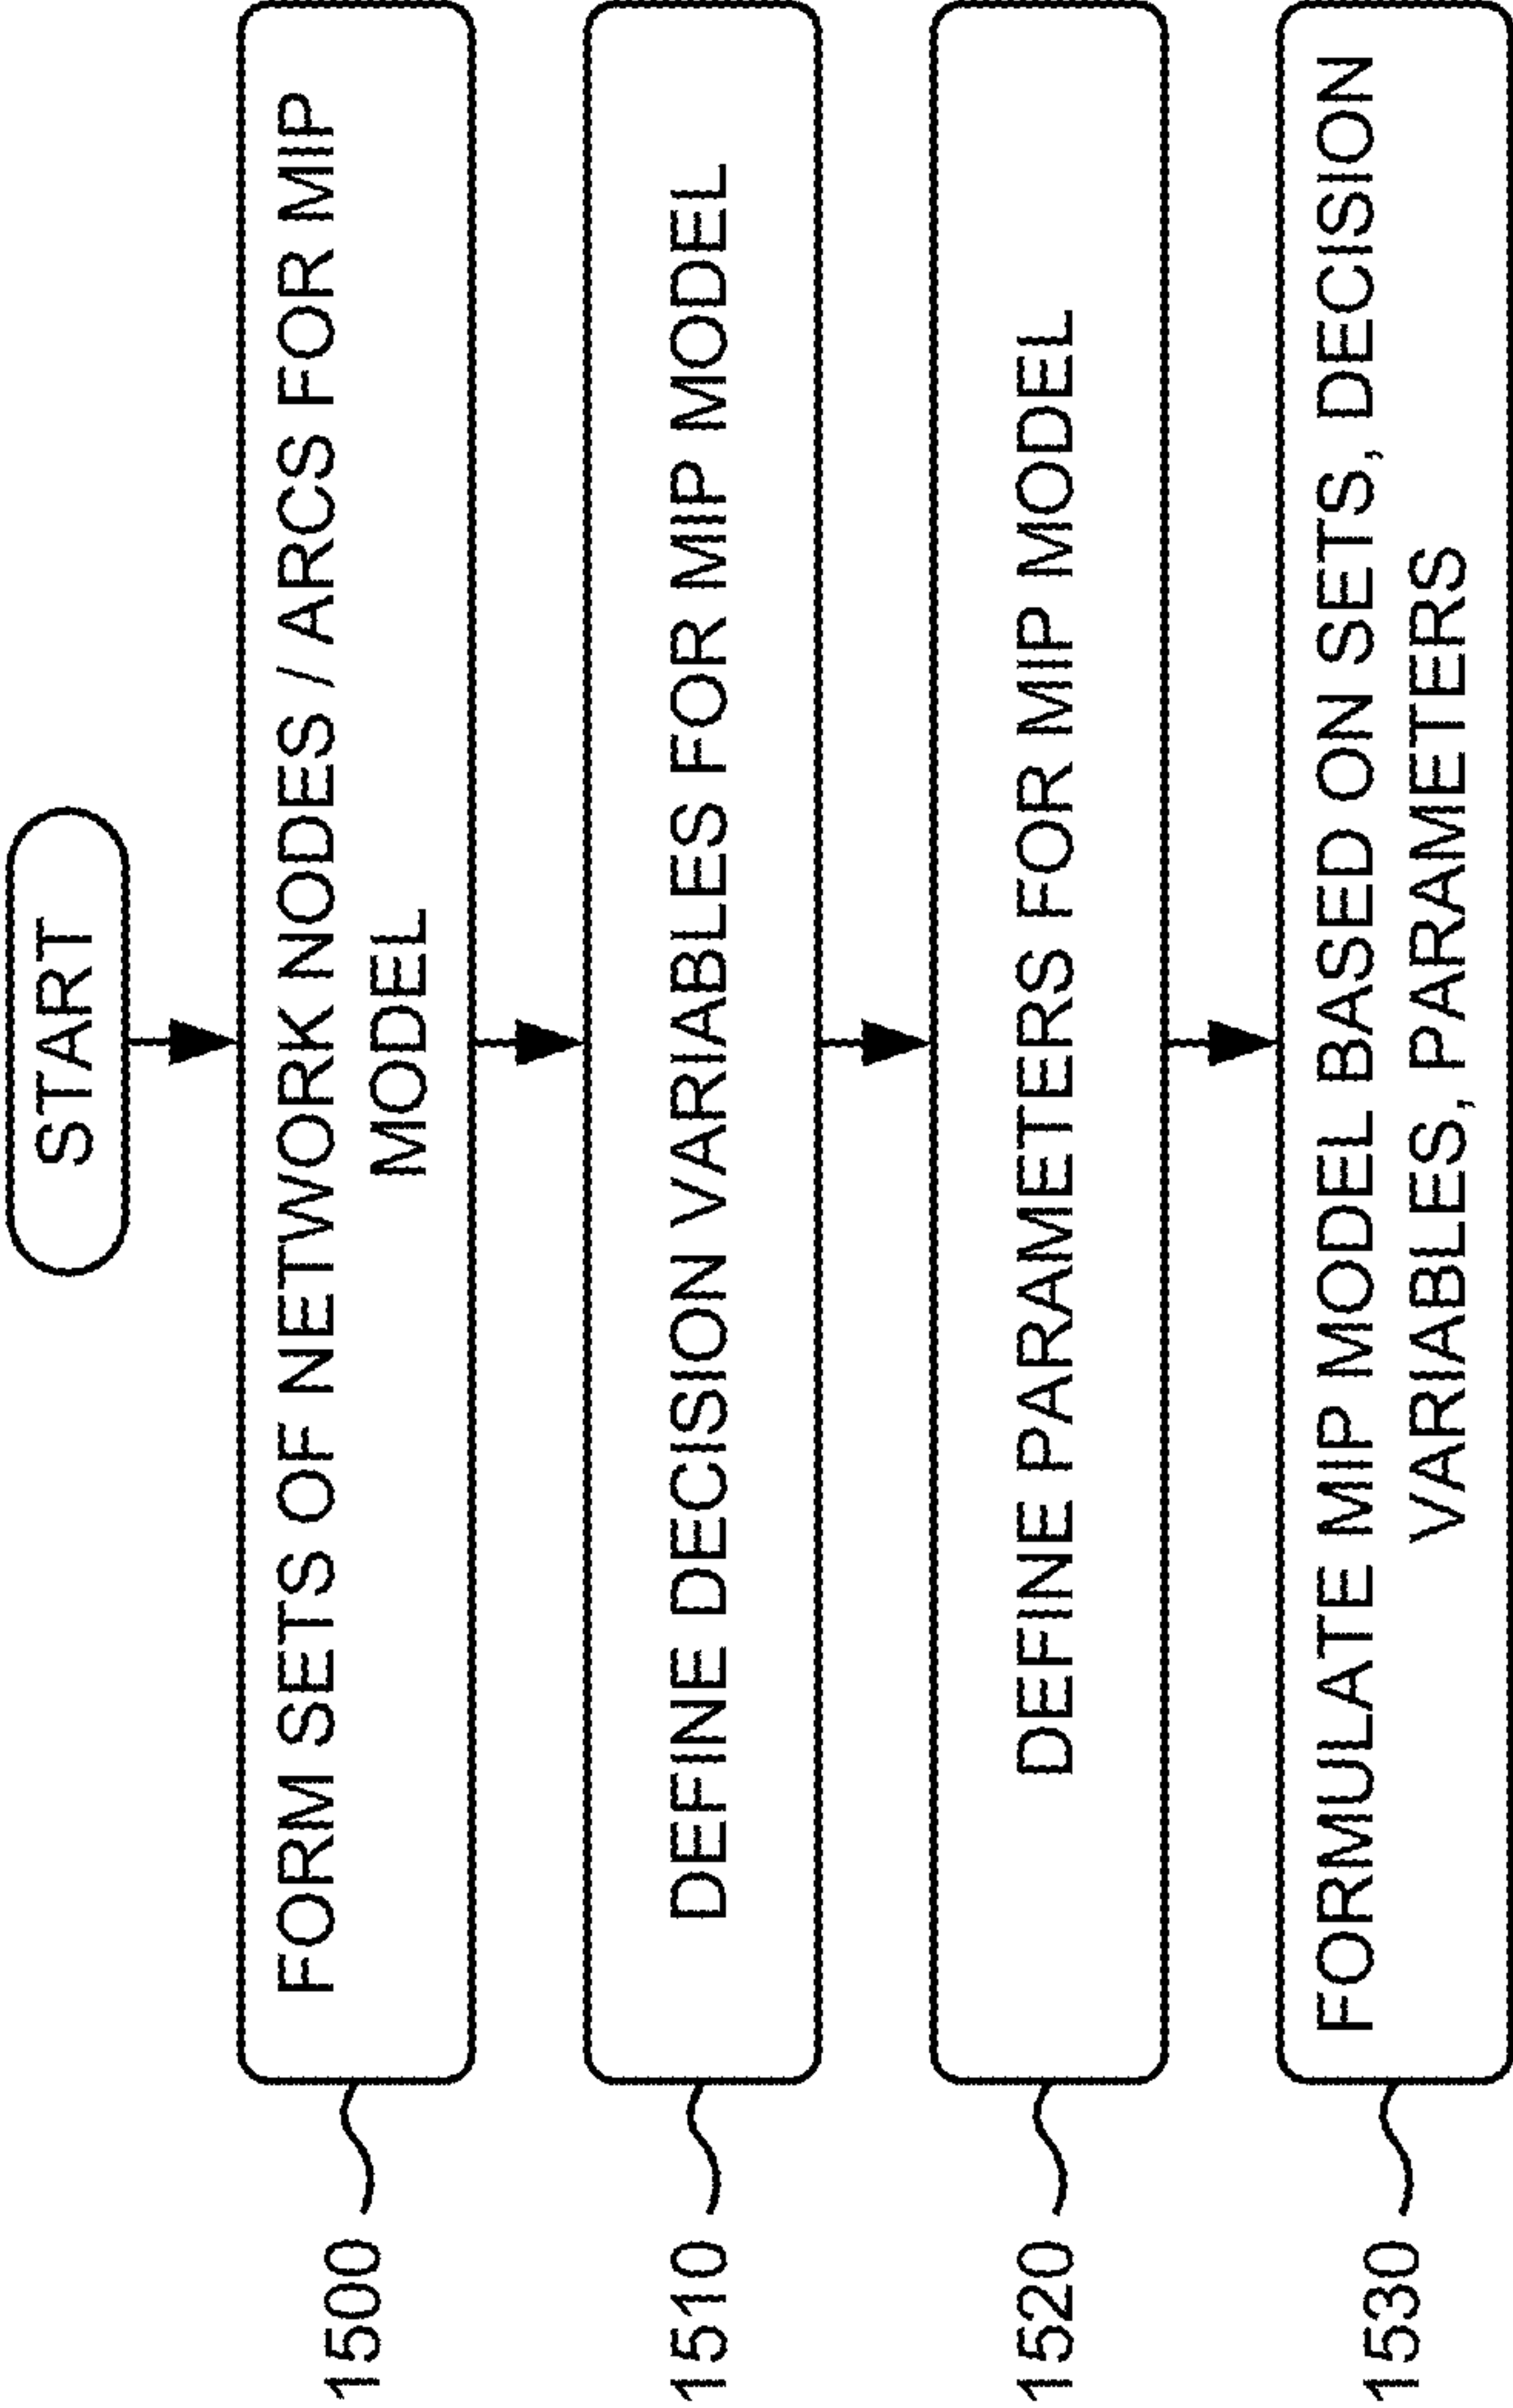 START
1500
FORM SETS OF NETWORK NODES / ARCS FOR MIP
MODEL
1510
DEFINE DECISION VARIABLES FOR MIP MODEL
1520
DEFINE PARAMETERS FOR MIP MODEL
1530
FORMULATE MIP MODEL BASED ON SETS, DECISION
VARIABLES, PARAMETERS